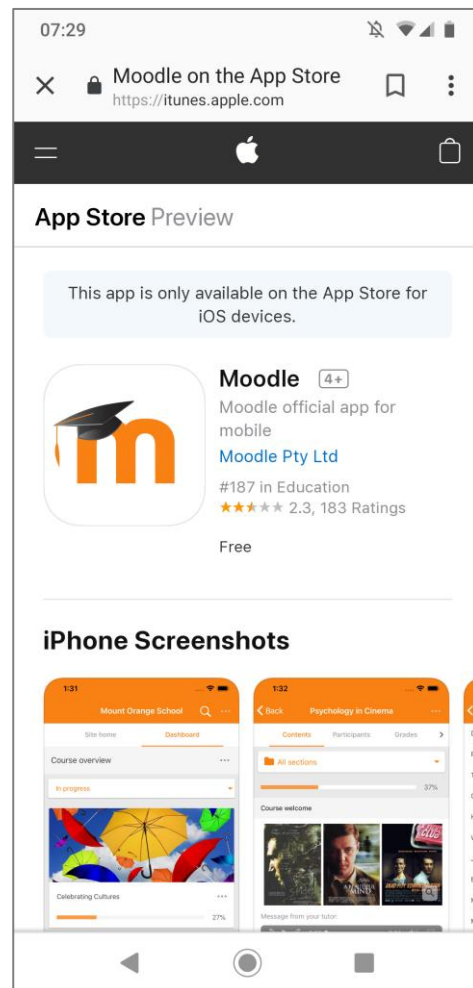 07:29
Moodle on the App Store
https://itunes.apple.com
App Store Preview
This app is only available on the App Store for
iOS devices.
m
Moodle 4+
Moodle official app for
mobile
Moodle Pty Ltd
#187 in Education
2.3, 183 Ratings
Free
iPhone Screenshots
1:31
Mount Orange School
Site home Dashboard
Course overview
In progress
Celebrating Cultures
27%
1:32
Back Psychology in Cinema
Contents Participants Grades
All sections
37%
Course welcome
A BEAUTIFUL
MIND
CLUB
Message from your tutor: